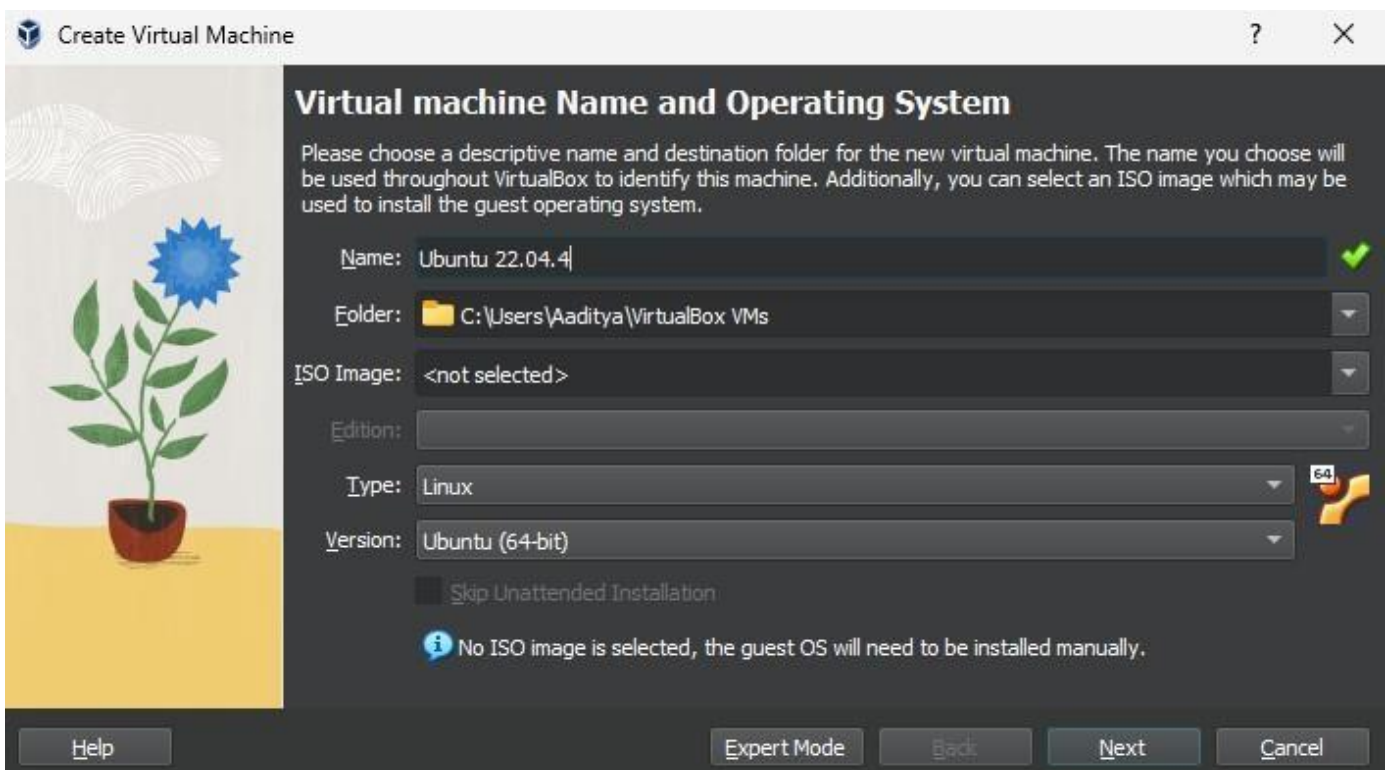 Create Virtual Machine
?
Virtual machine Name and Operating System
Please choose a descriptive name and destination folder for the new virtual machine. The name you choose will
be used throughout VirtualBox to identify this machine. Additionally, you can select an ISO image which may be
used to install the guest operating system.
Name: Ubuntu 22.04.4
Folder: C:\Users\Aaditya\VirtualBox VMs
ISO Image: <not selected>
Edition:
Type: Linux
64
Version: Ubuntu (64-bit)
Skip Unattended Installation
No ISO image is selected, the guest OS will need to be installed manually.
Help Expert Mode Back Next Cancel